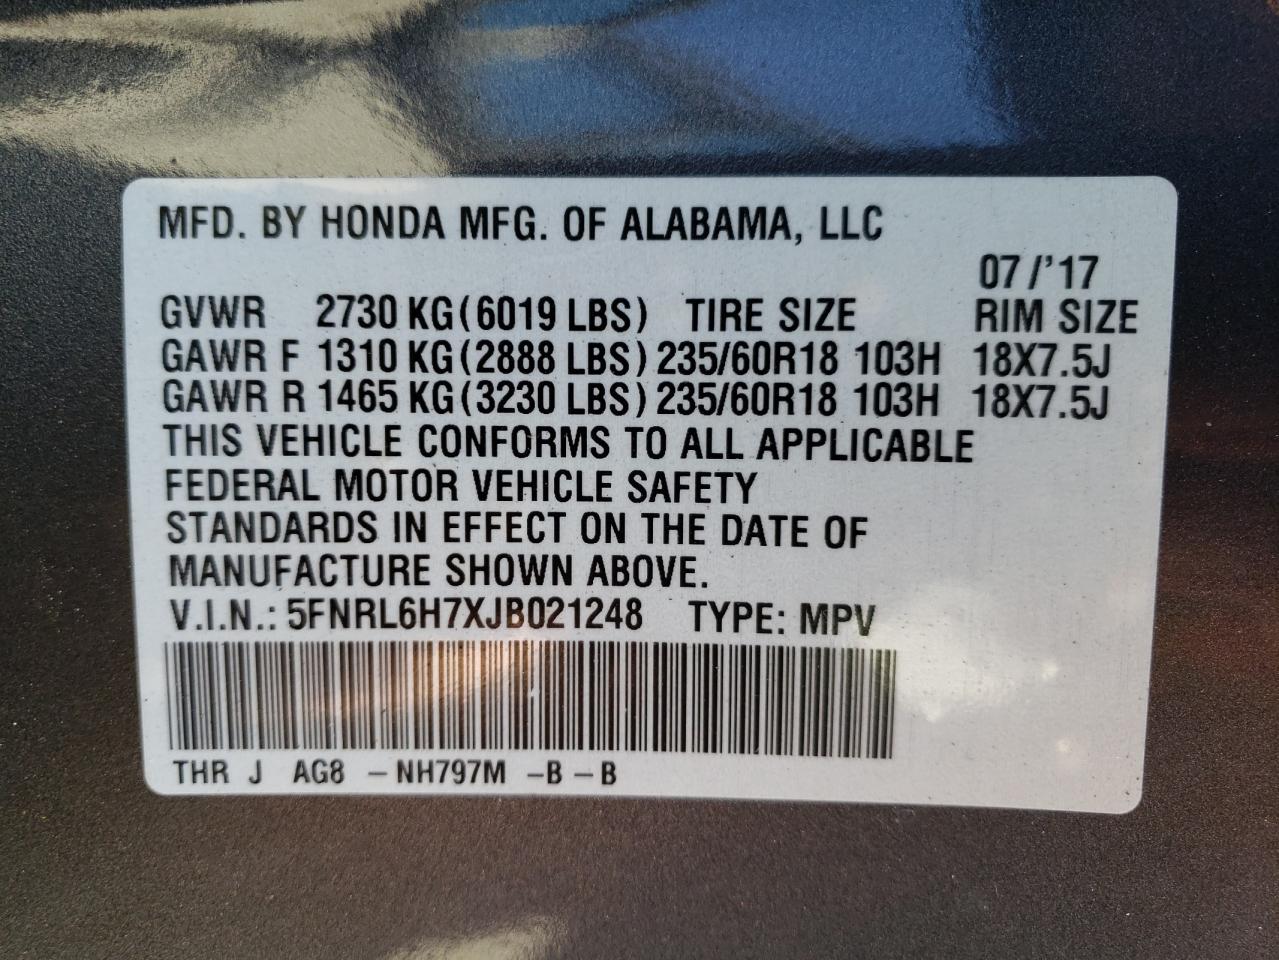 MFD. BY HONDA MFG. OF ALABAMA, LLC
07/'17
GVWR 2730 KG(6019 LBS) TIRE SIZE RIM SIZE
GAWR F 1310 KG(2888 LBS) 235/60R18 103H 18X7.5J
GAWR R 1465 KG(3230 LBS) 235/60R18 103H 18X7.5J
THIS VEHICLE CONFORMS TO ALL APPLICABLE
FEDERAL MOTOR VEHICLE SAFETY
STANDARDS IN EFFECT ON THE DATE OF
MANUFACTURE SHOWN ABOVE.
V.I.N.: 5FNRL6H7XJB021248 TYPE: MPV
THR J AG8 -NH797M -B-B